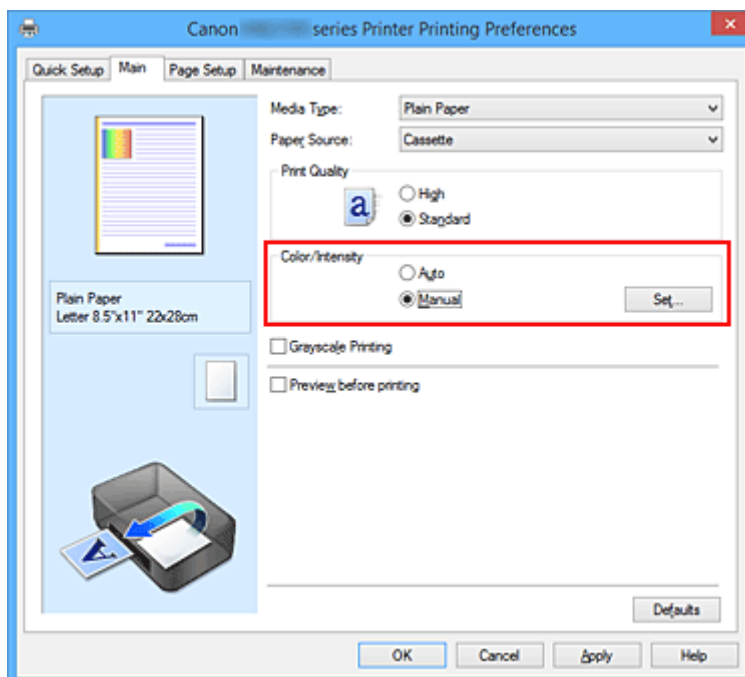 Canon series Printer Printing Preferences
Quick Setup Main Page Setup Maintenance
Media Type: Plain Paper
Paper Source: Cassette
Print Quality
a
High
Standard
Color/Intensity
Auto
Manual Set...
Plain Paper
Letter 8.5"x11" 22x28cm
Grayscale Printing
Preview before printing
A
Defaults
OK Cancel Apply Help